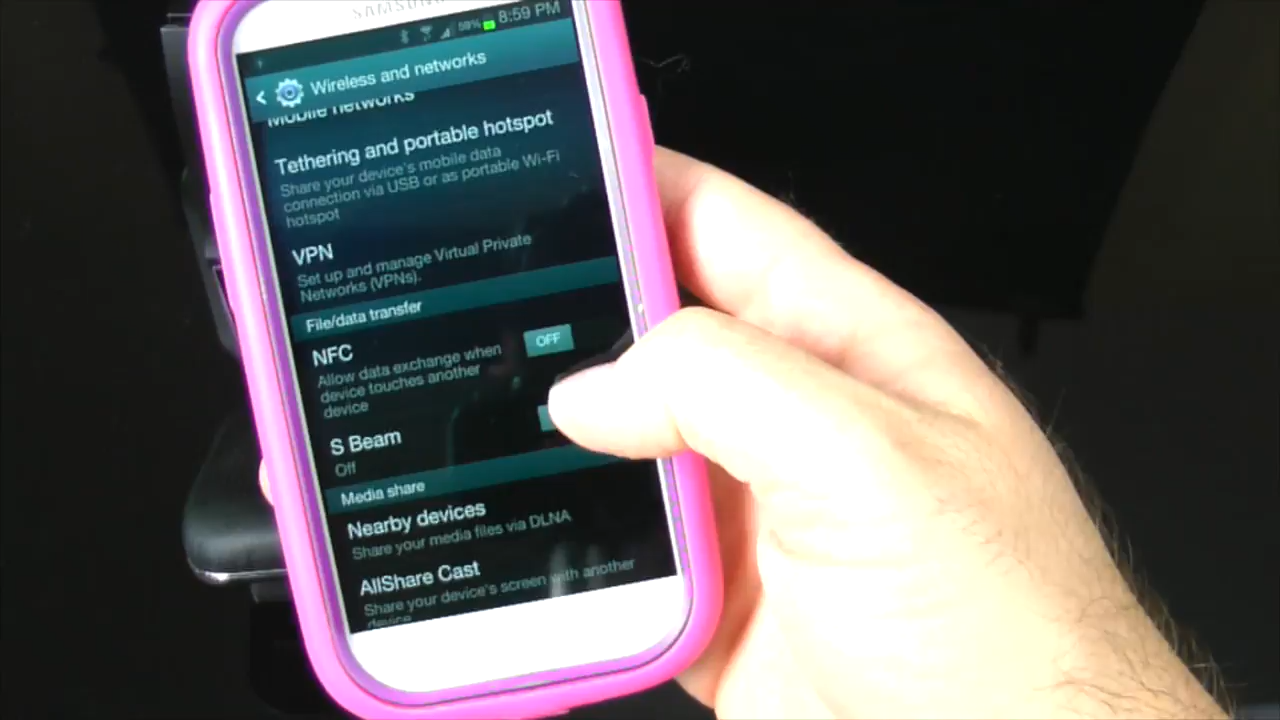 SAMSUNG
59% 8:59 PM
Wireless and networks
Mobile networks
Tethering and portable hotspot
Share your device's mobile data
connection via USB or as portable Wi-Fi
hotspot
VPN
Set up and manage Virtual Private
Networks (VPNs).
File/data transfer
NFC
OFF
Allow data exchange when
device touches another
device
S Beam
Off
Media share
Nearby devices
Share your media files via DLNA
AllShare Cast
Share your device's screen with another
device